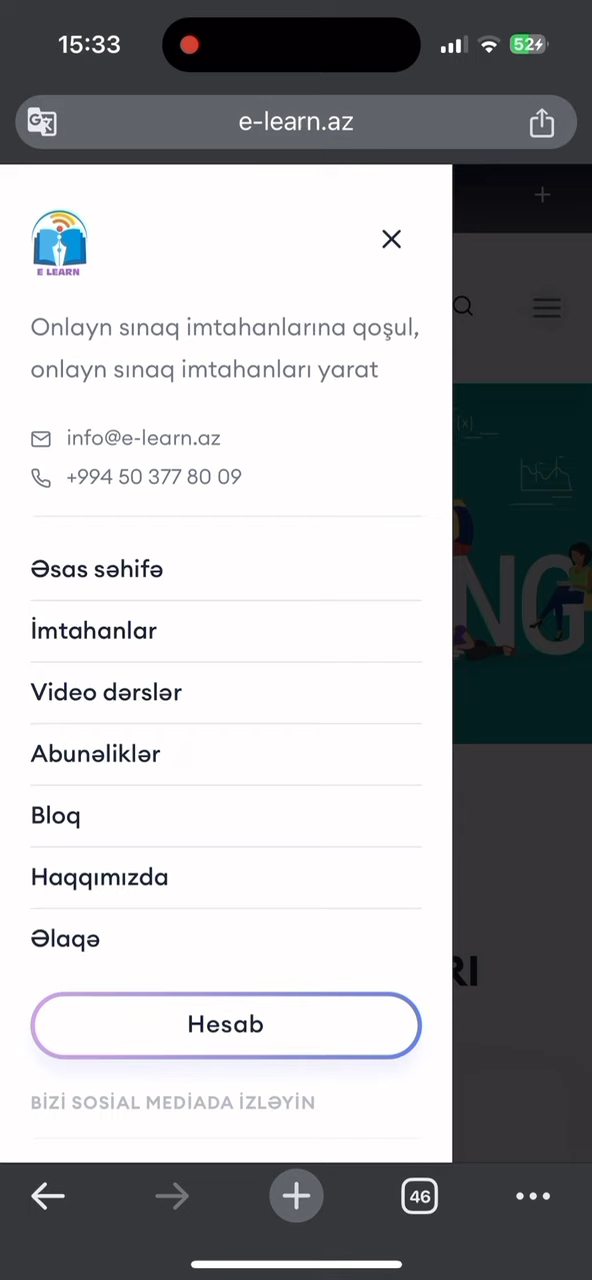 15:33
52
e-learn.az
E LEARN
Onlayn sınaq imtahanlarına qoşul,
onlayn sınaq imtahanları yarat
info@e-learn.az
+994 50 377 80 09
Əsas səhifə
İmtahanlar
Video dərslər
Abunəliklər
Bloq
Haqqımızda
Əlaqə
Hesab
BİZİ SOSİAL MEDİADA İZLƏYİN
NG
RI
46